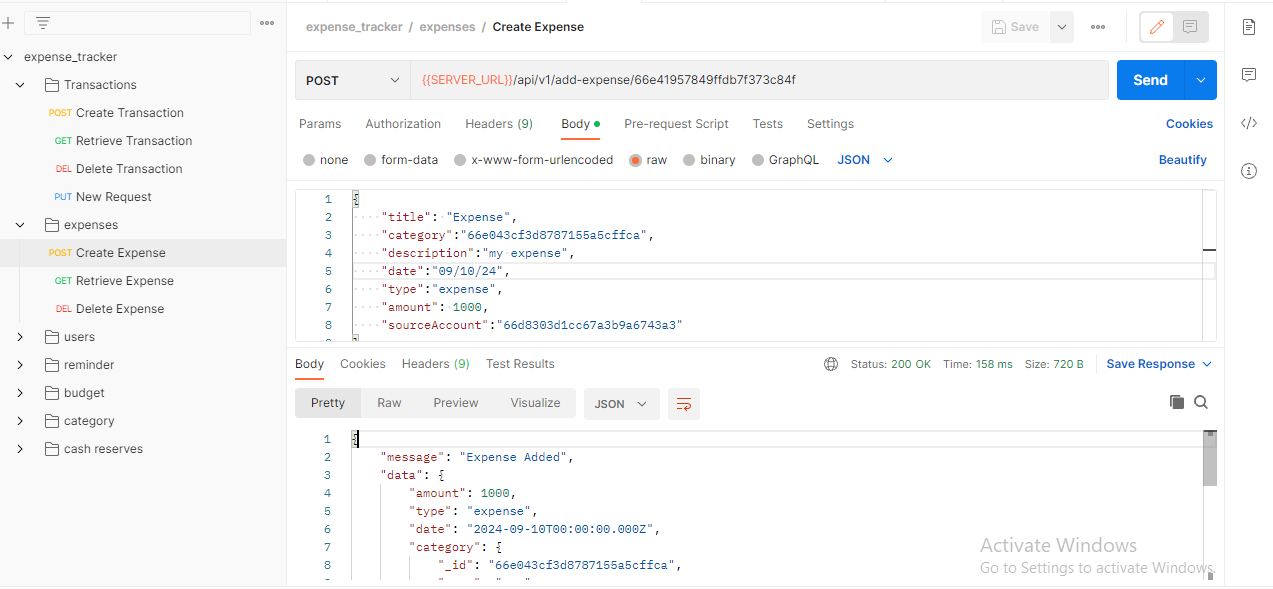 expense_tracker / expenses / Create Expense
Save
expense_tracker
Transactions
POST Create Transaction
GET Retrieve Transaction
DEL Delete Transaction
PUT New Request
expenses
POST Create Expense
GET Retrieve Expense
DEL Delete Expense
users
reminder
budget
category
cash reserves
POST
{{SERVER_URL}}/api/v1/add-expense/66e41957849ffdb7f373c84f
Send
Params Authorization Headers (9) Body Pre-request Script Tests Settings Cookies
none form-data x-www-form-urlencoded raw binary GraphQL JSON Beautify
1 {
2 "title": "Expense",
3 "category":"66e043cf3d8787155a5cffca",
4 "description":"my expense",
5 "date":"09/10/24",
6 "type":"expense",
7 "amount": 1000,
8 "sourceAccount":"66d8303d1cc67a3b9a6743a3"
Body Cookies Headers (9) Test Results Status: 200 OK Time: 158 ms Size: 720 B Save Response
Pretty Raw Preview Visualize JSON
1 {
2 "message": "Expense Added",
3 "data": {
4 "amount": 1000,
5 "type": "expense",
6 "date": "2024-09-10T00:00:00.000Z",
7 "category": {
8 "_id": "66e043cf3d8787155a5cffca",
Activate Windows
Go to Settings to activate Windows.